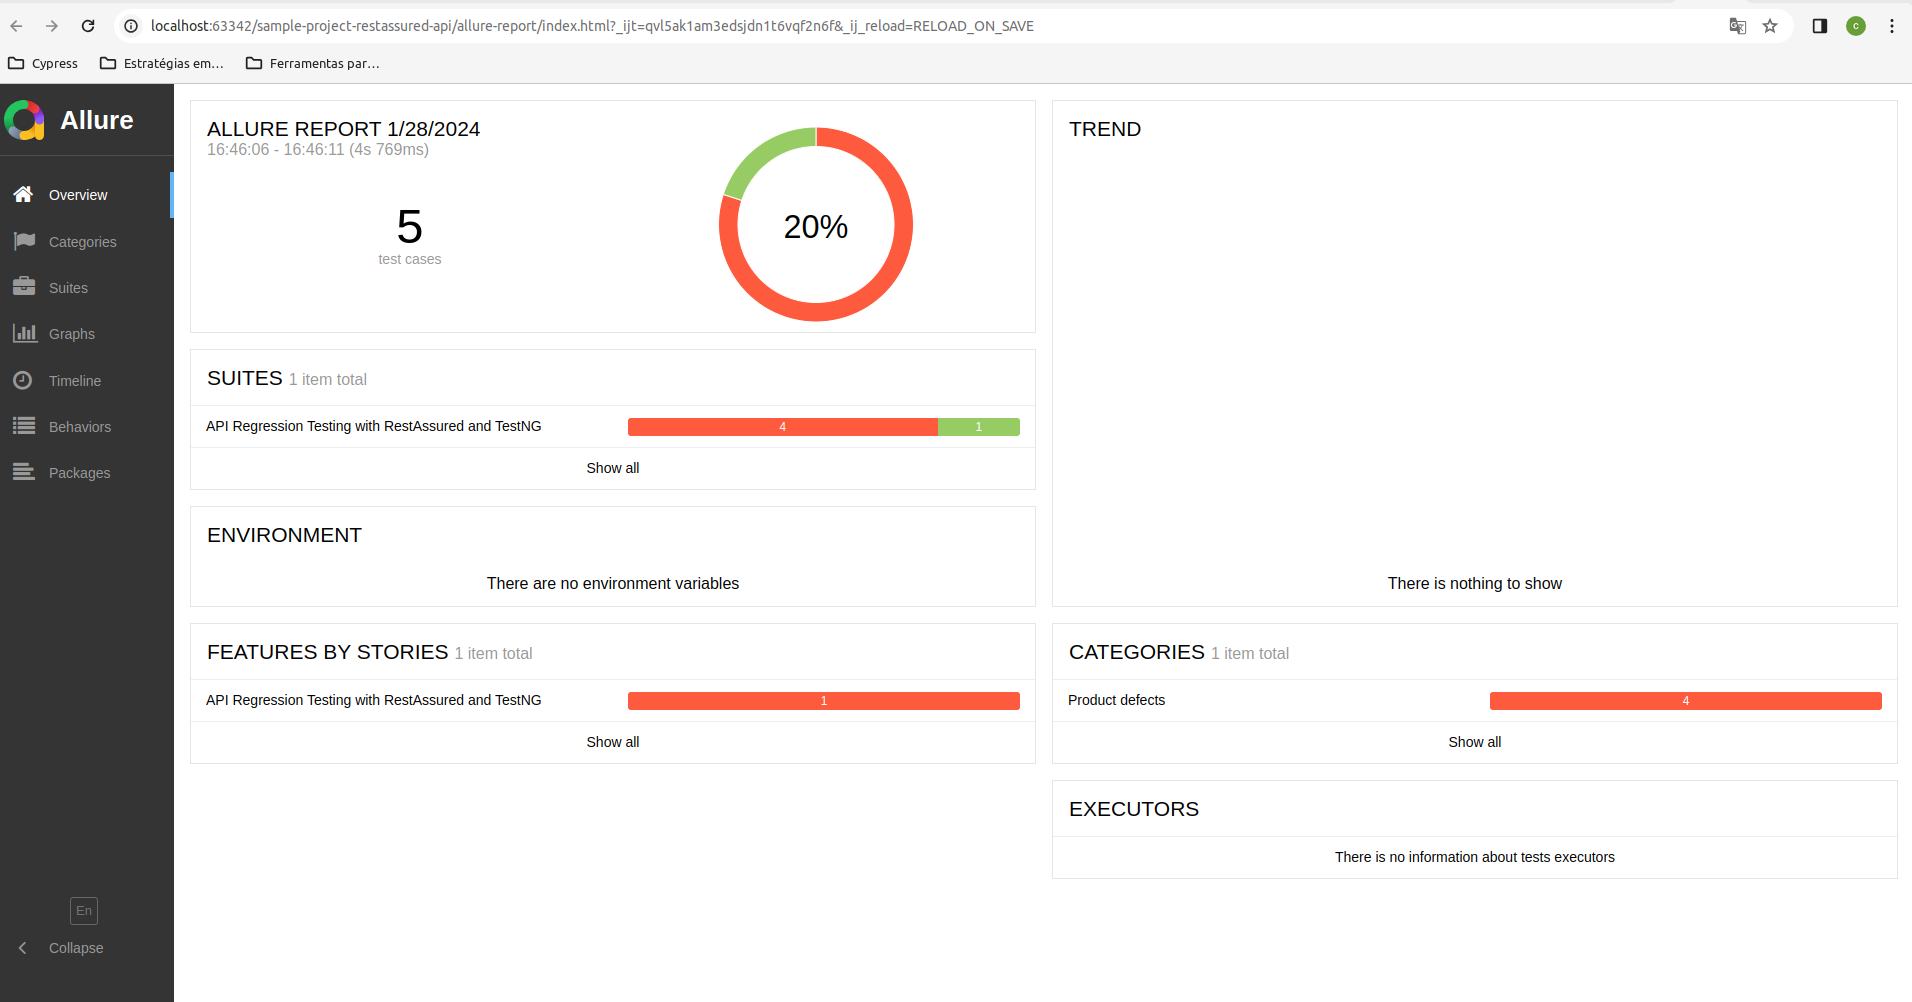 localhost:63342/sample-project-restassured-api/allure-report/index.html?_ijt=qvl5ak1am3edsjdn1t6vqf2n6f&_ij_reload=RELOAD_ON_SAVE
c
Cypress
Estratégias em...
Ferramentas par...
Allure
Overview
Categories
Suites
Graphs
Timeline
Behaviors
Packages
En
Collapse
ALLURE REPORT 1/28/2024
16:46:06 - 16:46:11 (4s 769ms)
5
test cases
20%
SUITES 1 item total
API Regression Testing with RestAssured and TestNG 4 1
Show all
ENVIRONMENT
There are no environment variables
FEATURES BY STORIES 1 item total
API Regression Testing with RestAssured and TestNG 1
Show all
TREND
There is nothing to show
CATEGORIES 1 item total
Product defects 4
Show all
EXECUTORS
There is no information about tests executors